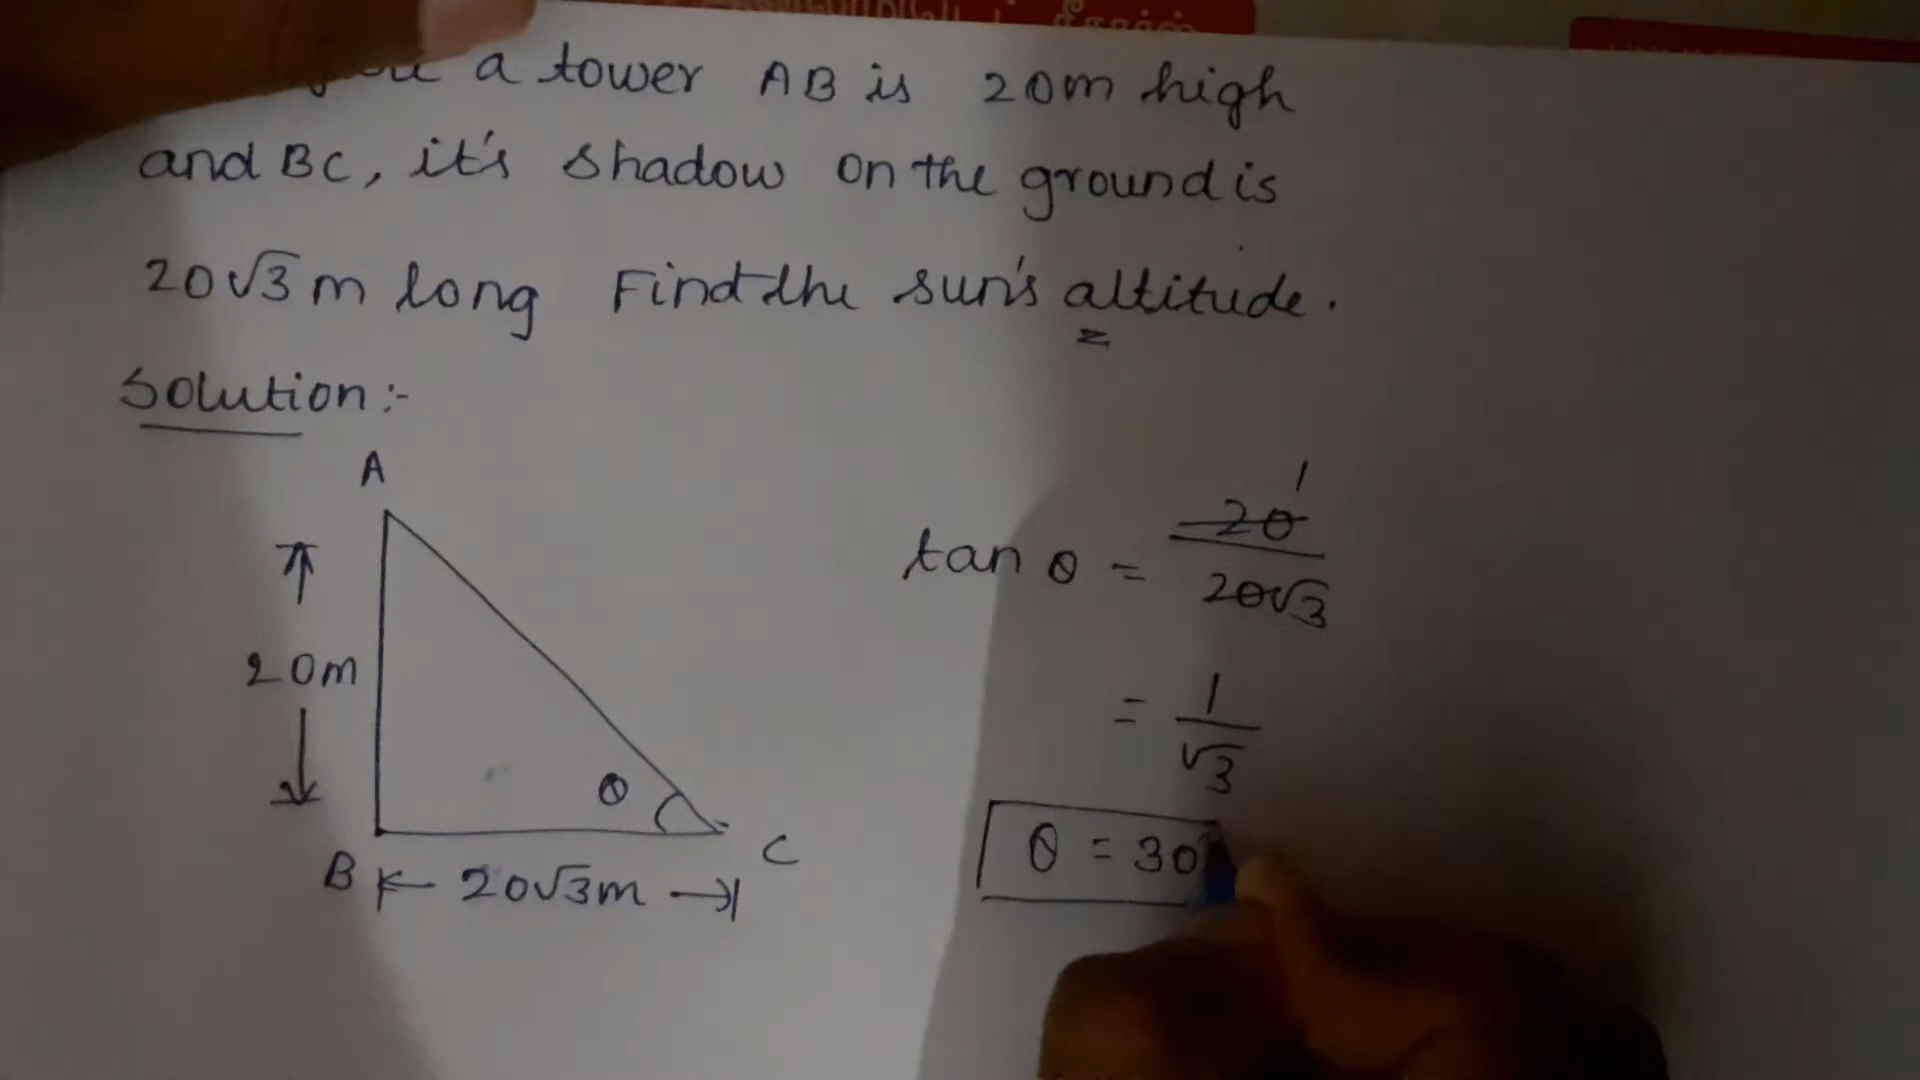 a tower AB is 20m high
and BC, it's shadow on the ground is
20√3 m long Find the sun's altitude.
Solution :-
A
20m
θ
B
20√3m
C
tan θ = 20/20√3
1
= 1/√3
θ = 30